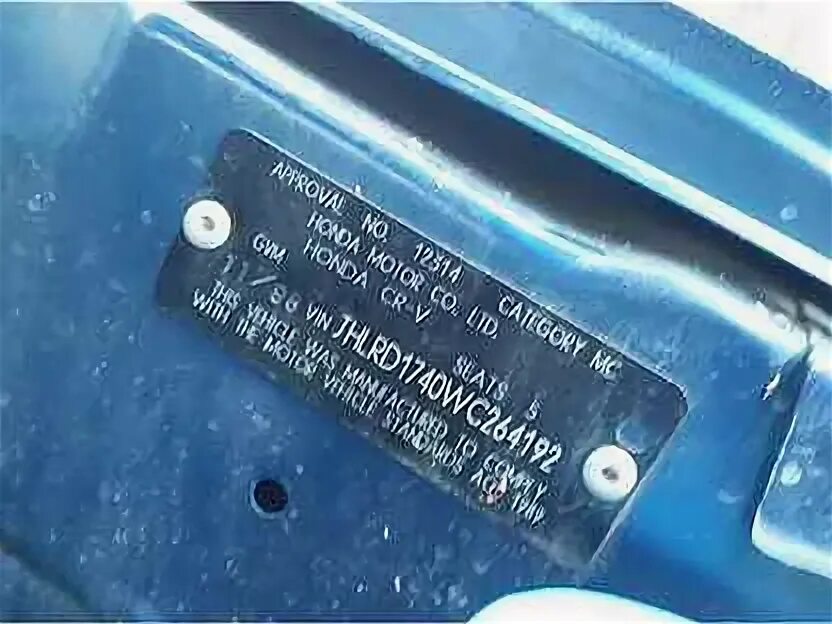 APPROVAL NO. 12314 CATEGORY MC
HONDA MOTOR CO. LTD.
HONDA CR-V
GVM SEATS 5
11/98 VIN JHLRD1740WC264192
THIS VEHICLE WAS MANUFACTURED TO COMPLY
WITH THE MOTOR VEHICLE STANDARDS ACT 1989